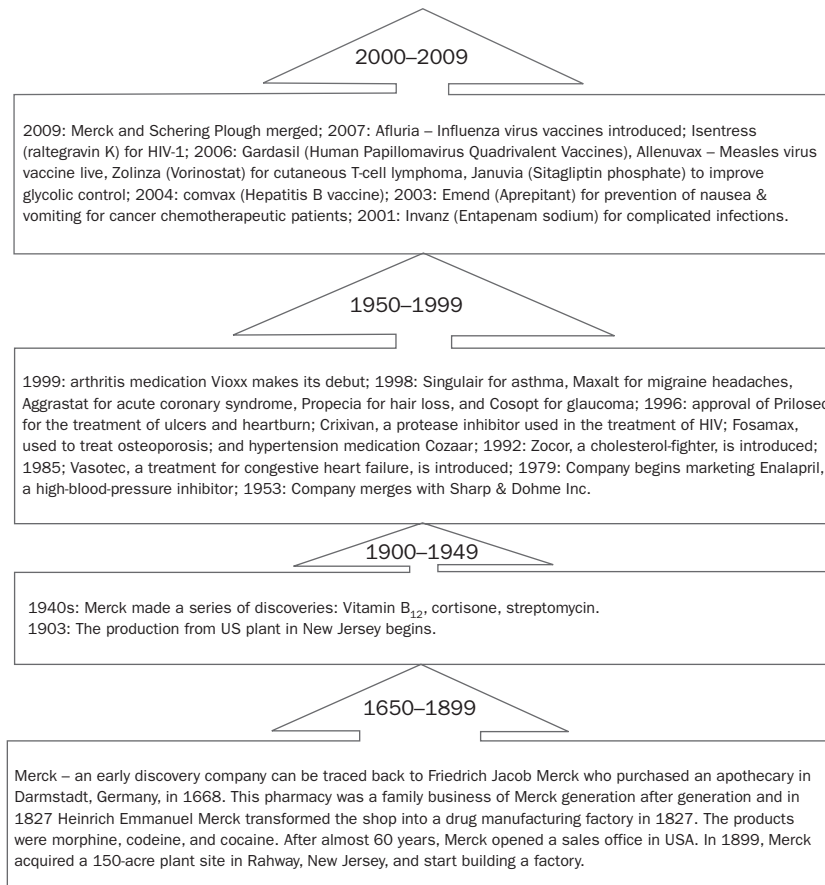 2000–2009
2009: Merck and Schering Plough merged; 2007: Afluria – Influenza virus vaccines introduced; Isentress
(raltegravin K) for HIV-1; 2006: Gardasil (Human Papillomavirus Quadrivalent Vaccines), Allenuvax – Measles virus
vaccine live, Zolinza (Vorinostat) for cutaneous T-cell lymphoma, Januvia (Sitagliptin phosphate) to improve
glycolic control; 2004: comvax (Hepatitis B vaccine); 2003: Emend (Aprepitant) for prevention of nausea &
vomiting for cancer chemotherapeutic patients; 2001: Invanz (Entapenam sodium) for complicated infections.
1950–1999
1999: arthritis medication Vioxx makes its debut; 1998: Singulair for asthma, Maxalt for migraine headaches,
Aggrastat for acute coronary syndrome, Propecia for hair loss, and Cosopt for glaucoma; 1996: approval of Prilosec
for the treatment of ulcers and heartburn; Crixivan, a protease inhibitor used in the treatment of HIV; Fosamax,
used to treat osteoporosis; and hypertension medication Cozaar; 1992: Zocor, a cholesterol-fighter, is introduced;
1985; Vasotec, a treatment for congestive heart failure, is introduced; 1979: Company begins marketing Enalapril,
a high-blood-pressure inhibitor; 1953: Company merges with Sharp & Dohme Inc.
1900–1949
1940s: Merck made a series of discoveries: Vitamin B₁₂, cortisone, streptomycin.
1903: The production from US plant in New Jersey begins.
1650–1899
Merck – an early discovery company can be traced back to Friedrich Jacob Merck who purchased an apothecary in
Darmstadt, Germany, in 1668. This pharmacy was a family business of Merck generation after generation and in
1827 Heinrich Emmanuel Merck transformed the shop into a drug manufacturing factory in 1827. The products
were morphine, codeine, and cocaine. After almost 60 years, Merck opened a sales office in USA. In 1899, Merck
acquired a 150-acre plant site in Rahway, New Jersey, and start building a factory.